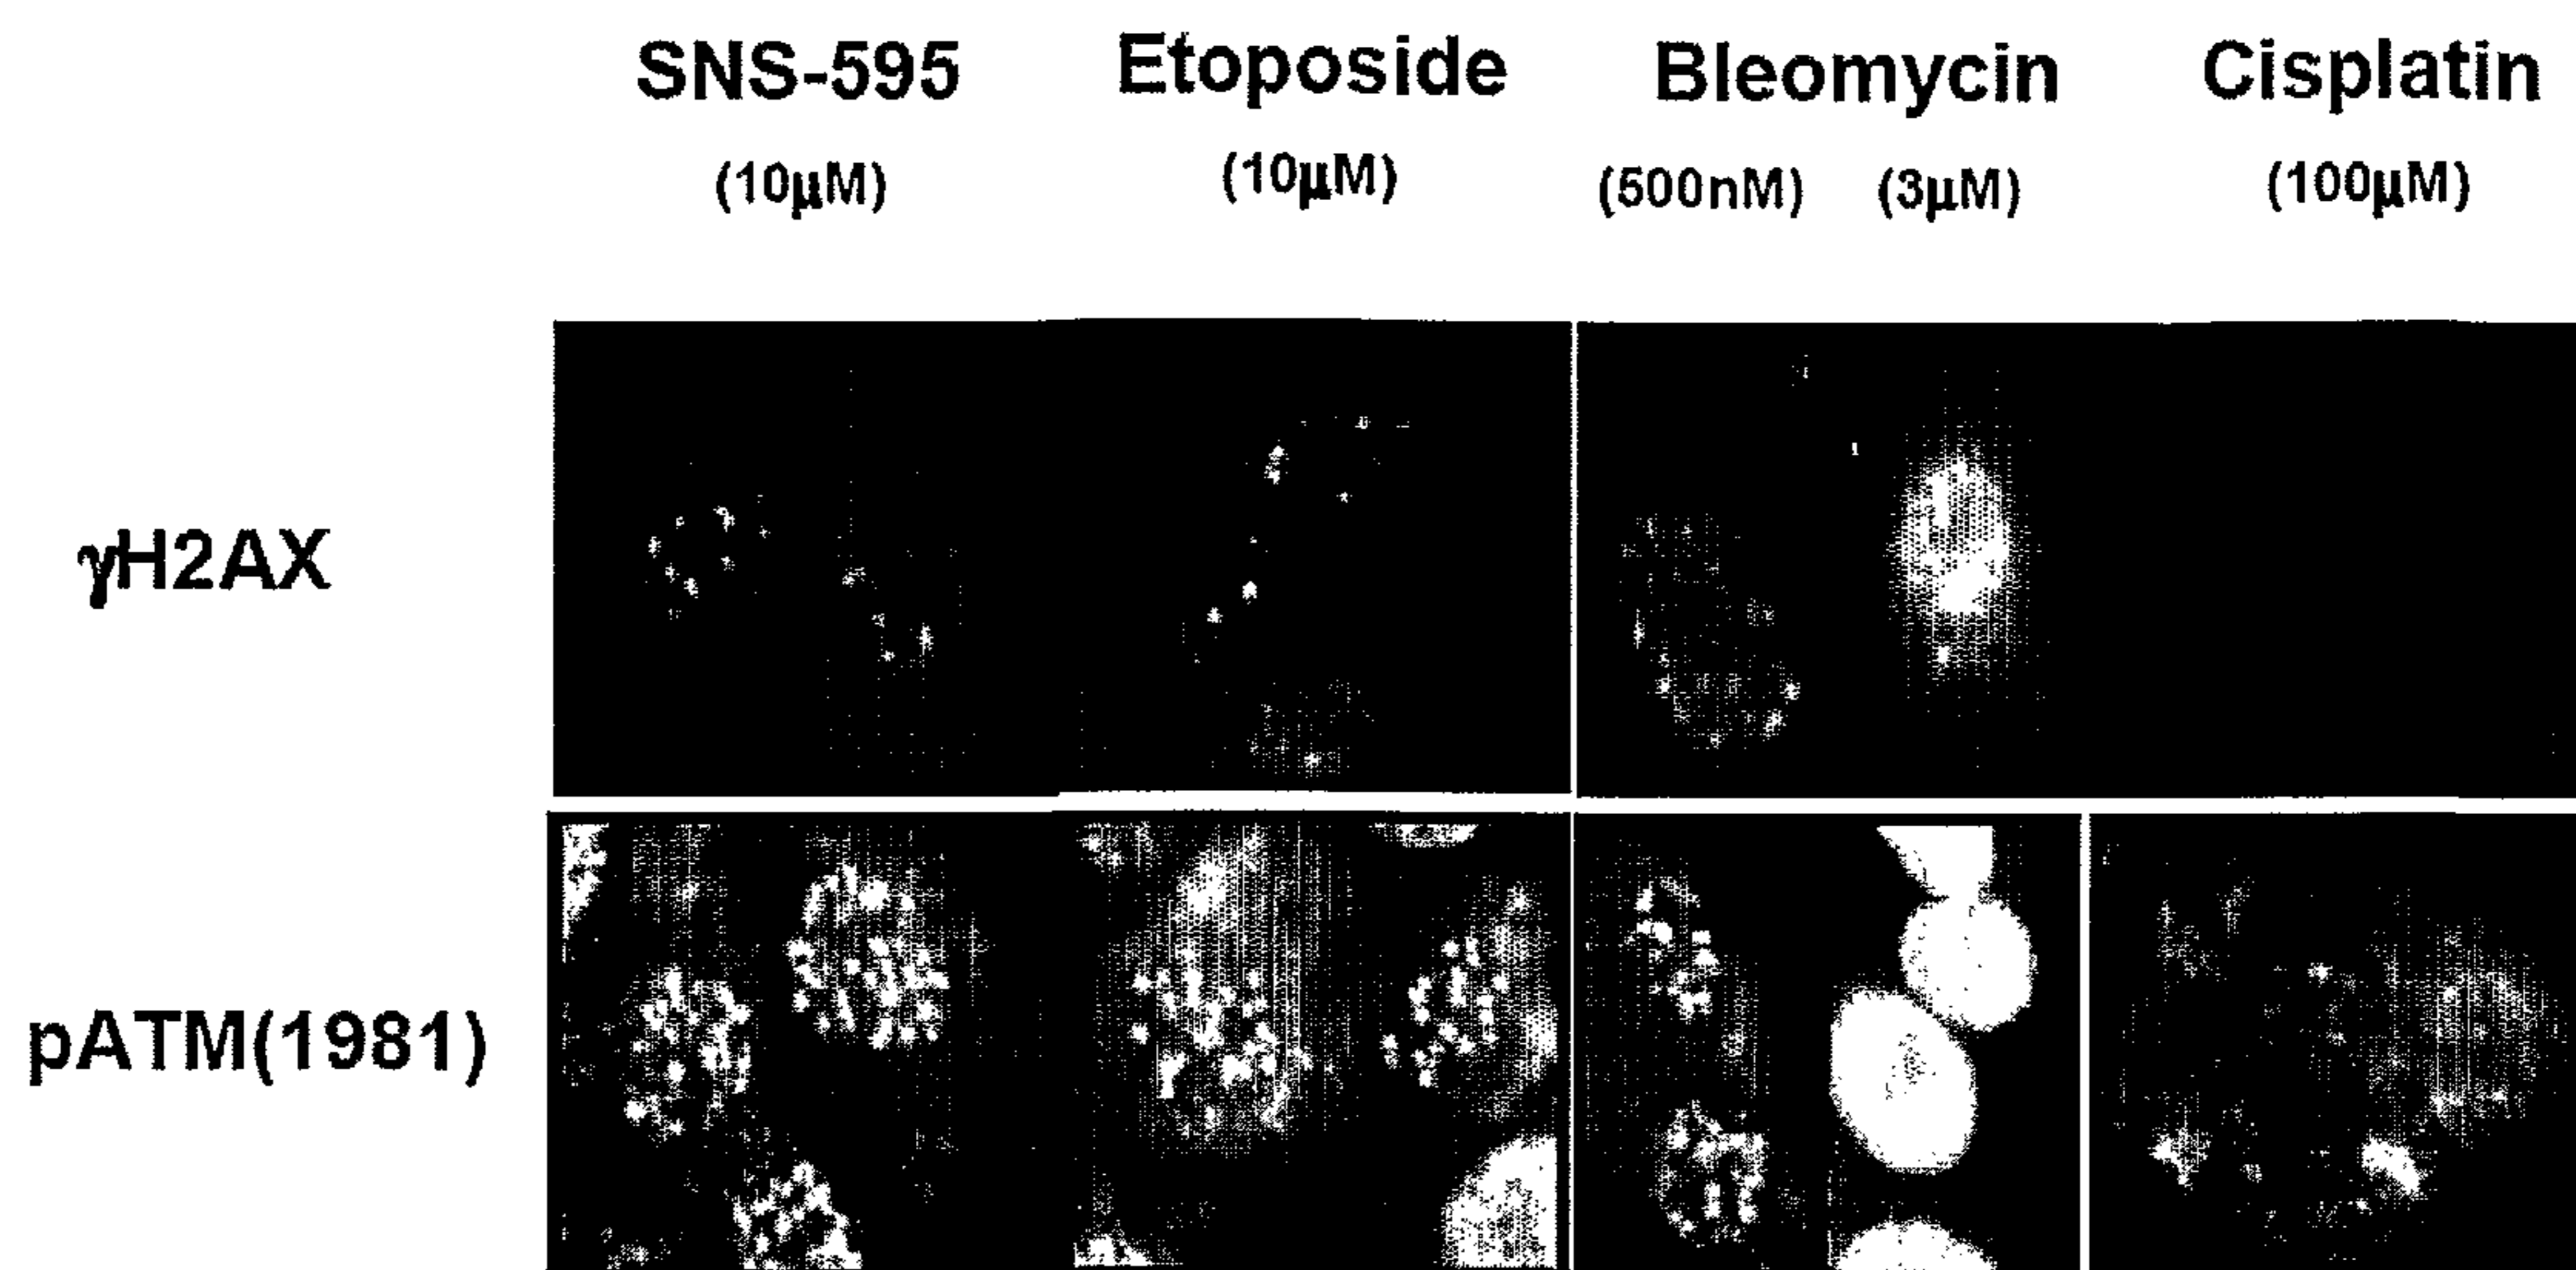 SNS-595 Etoposide Bleomycin Cisplatin
(10μM) (10μM) (500nM) (3μM) (100μM)
γH2AX
pATM(1981)